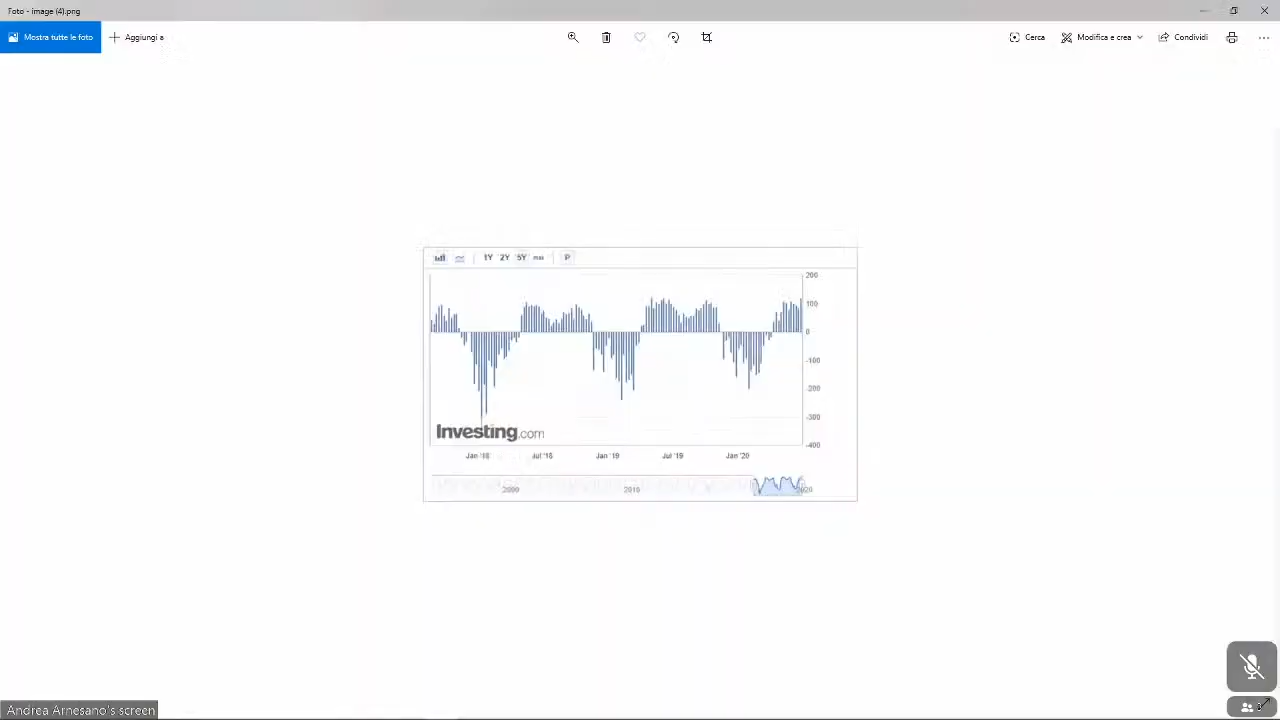 Foto - image (4).png
Mostra tutte le foto
Aggiungi a
Cerca
Modifica e crea
Condividi
1Y 2Y 5Y max P
200
100
0
-100
-200
-300
-400
Investing.com
Jan '18 Jul '18 Jan '19 Jul '19 Jan '20
2000 2010 2020
Andrea Arnesano's screen